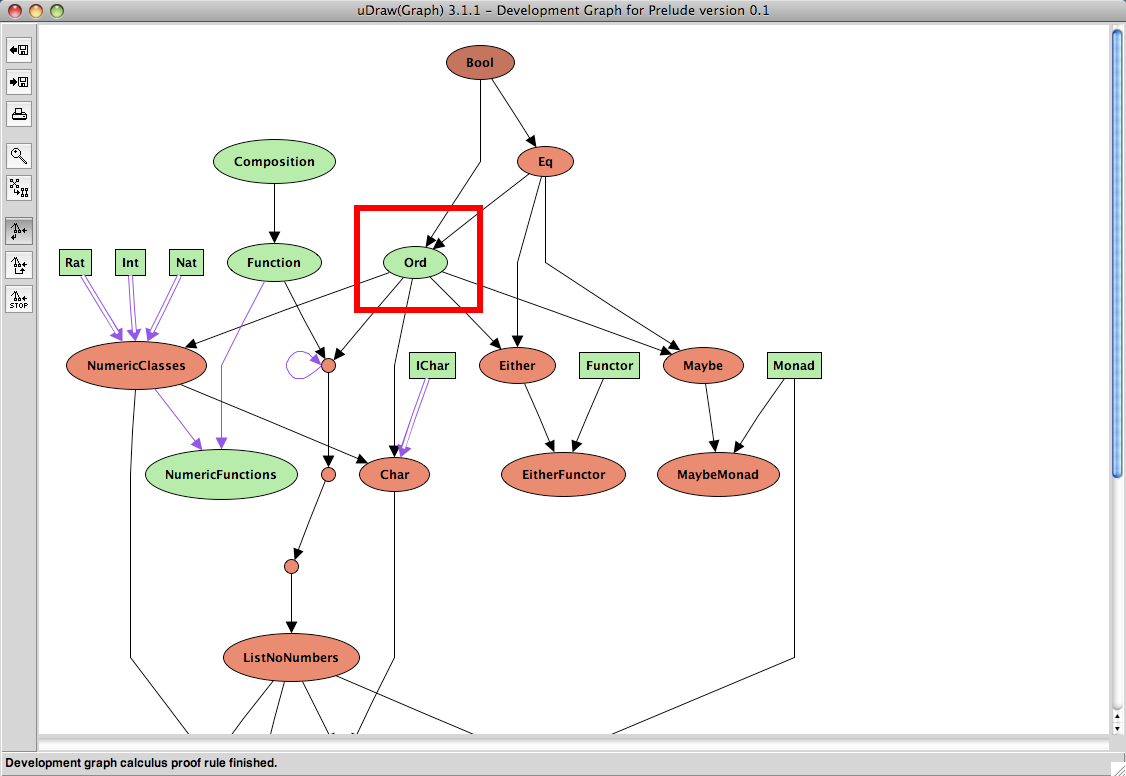 uDraw(Graph) 3.1.1 – Development Graph for Prelude version 0.1
Bool
Eq
Composition
Rat
Int
Nat
Function
Ord
NumericClasses
IChar
Either
Functor
Maybe
Monad
NumericFunctions
Char
EitherFunctor
MaybeMonad
STOP
ListNoNumbers
Development graph calculus proof rule finished.